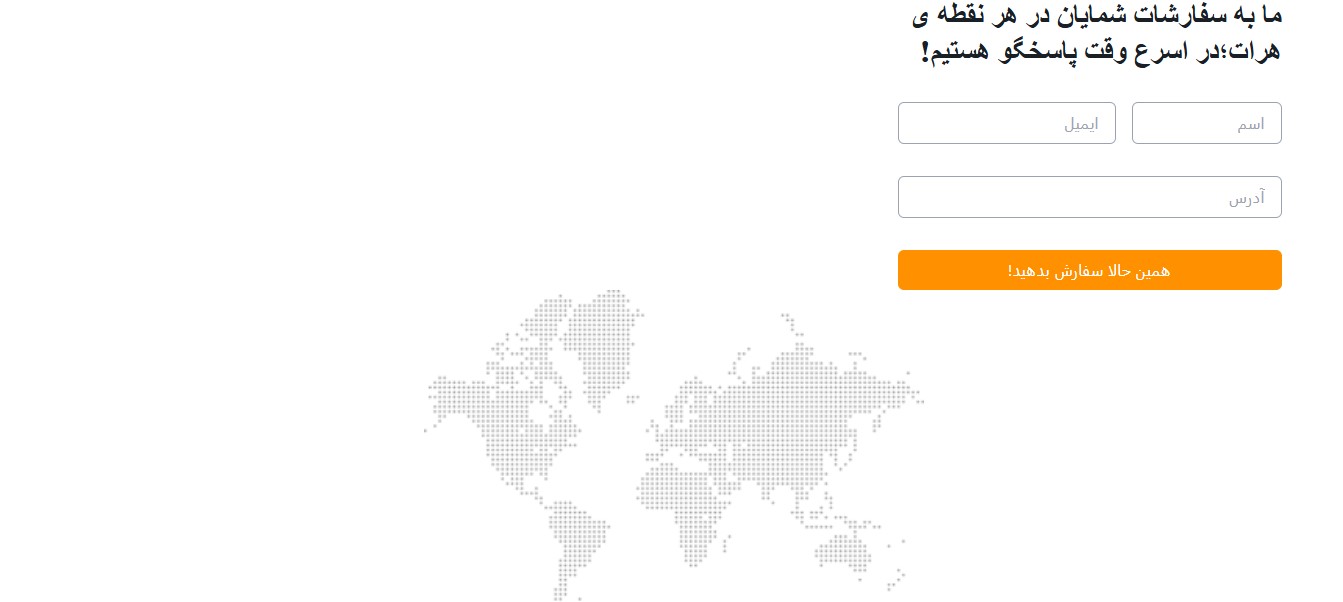 ما به سفارشات شمایان در هر نقطه ی
هرات؛در اسرع وقت پاسخگو هستیم!
اسم
ایمیل
آدرس
همین حالا سفارش بدهید!